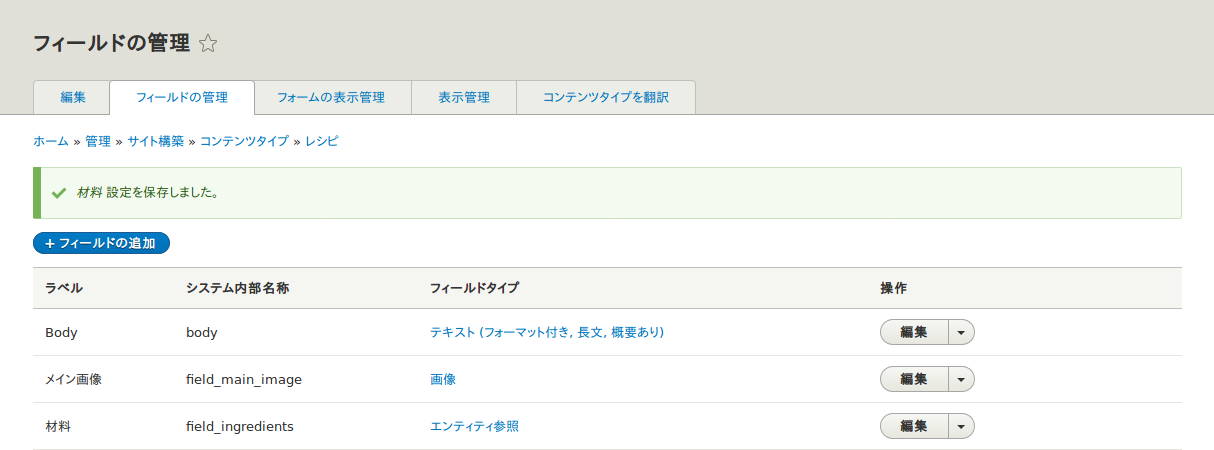 フィールドの管理
編集 フィールドの管理 フォームの表示管理 表示管理 コンテンツタイプを翻訳
ホーム » 管理 » サイト構築 » コンテンツタイプ » レシピ
材料 設定を保存しました。
+ フィールドの追加
ラベル システム内部名称 フィールドタイプ 操作
Body body テキスト (フォーマット付き, 長文, 概要あり) 編集
メイン画像 field_main_image 画像 編集
材料 field_ingredients エンティティ参照 編集